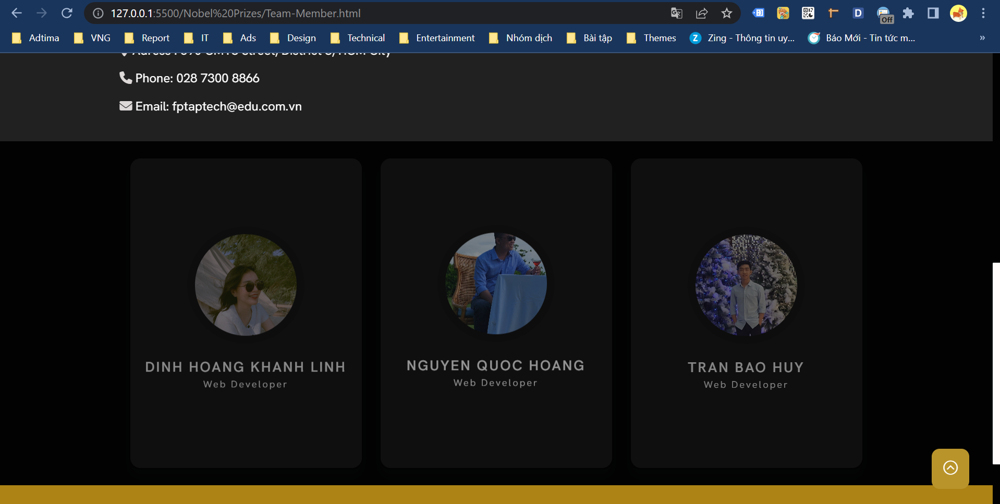 127.0.0.1:5500/Nobel%20Prizes/Team-Member.html
Off
Adtima VNG Report IT Ads Design Technical Entertainment Nhóm dịch Bài tập Themes Zing - Thông tin uy... Báo Mới - Tin tức m... »
Phone: 028 7300 8866
Email: fptaptech@edu.com.vn
DINH HOANG KHANH LINH
Web Developer
NGUYEN QUOC HOANG
Web Developer
TRAN BAO HUY
Web Developer